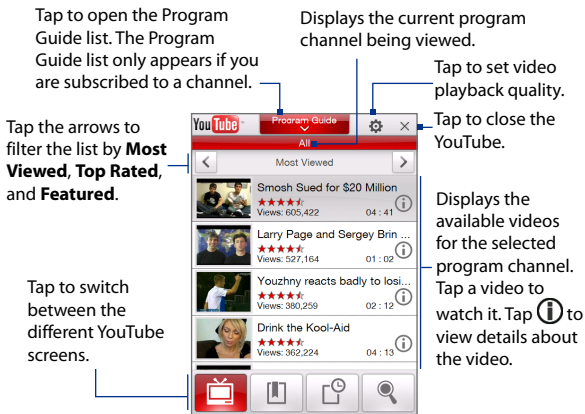 Tap to open the Program
Guide list. The Program
Guide list only appears if you
are subscribed to a channel.
Displays the current program
channel being viewed.
Tap to set video
playback quality.
Tap to close the
YouTube.
Tap the arrows to
filter the list by Most
Viewed, Top Rated,
and Featured.
You Tube
Program Guide
All
Most Viewed
Smosh Sued for $20 Million
Views: 605,422 04 : 41
Larry Page and Sergey Brin ...
Views: 527,164 01 : 02
Youzhny reacts badly to losi...
Views: 380,259 02 : 12
Drink the Kool-Aid
Views: 362,224 04 : 13
Displays the
available videos
for the selected
program channel.
Tap a video to
watch it. Tap i to
view details about
the video.
Tap to switch
between the
different YouTube
screens.